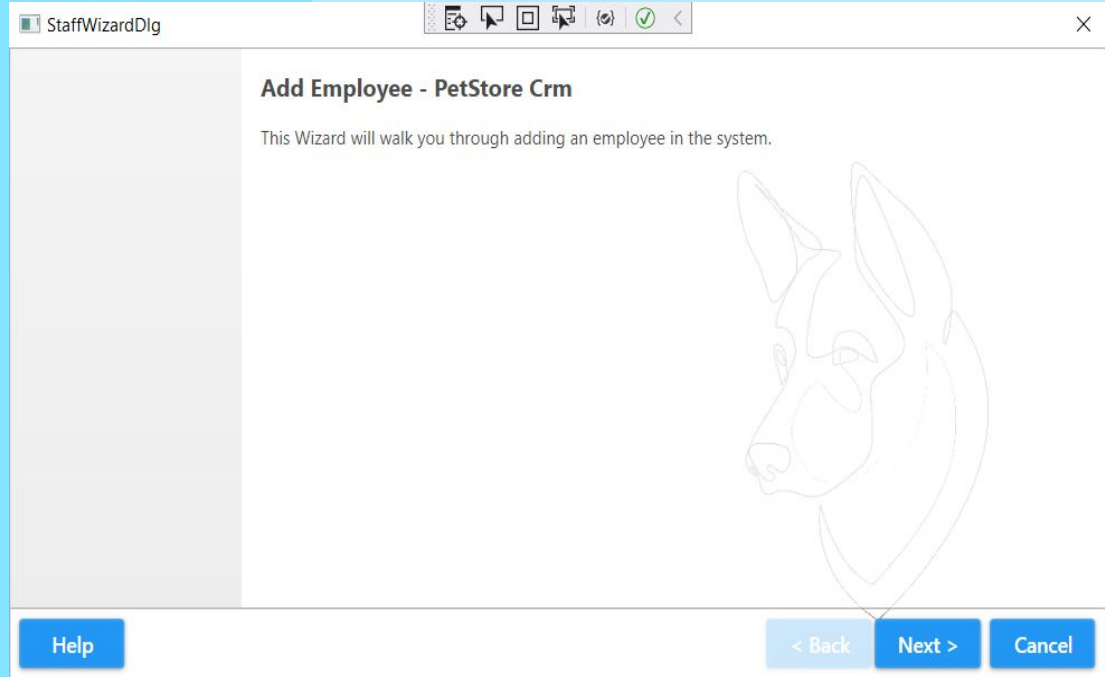 StaffWizardDlg
Add Employee - PetStore Crm
This Wizard will walk you through adding an employee in the system.
Help
< Back
Next >
Cancel